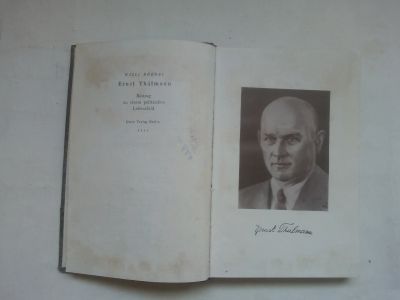 WILLI BREDEL
Ernst Thälmann
Beitrag
zu einem politischen
Lebensbild
Dietz Verlag Berlin
Ernst Thälmann